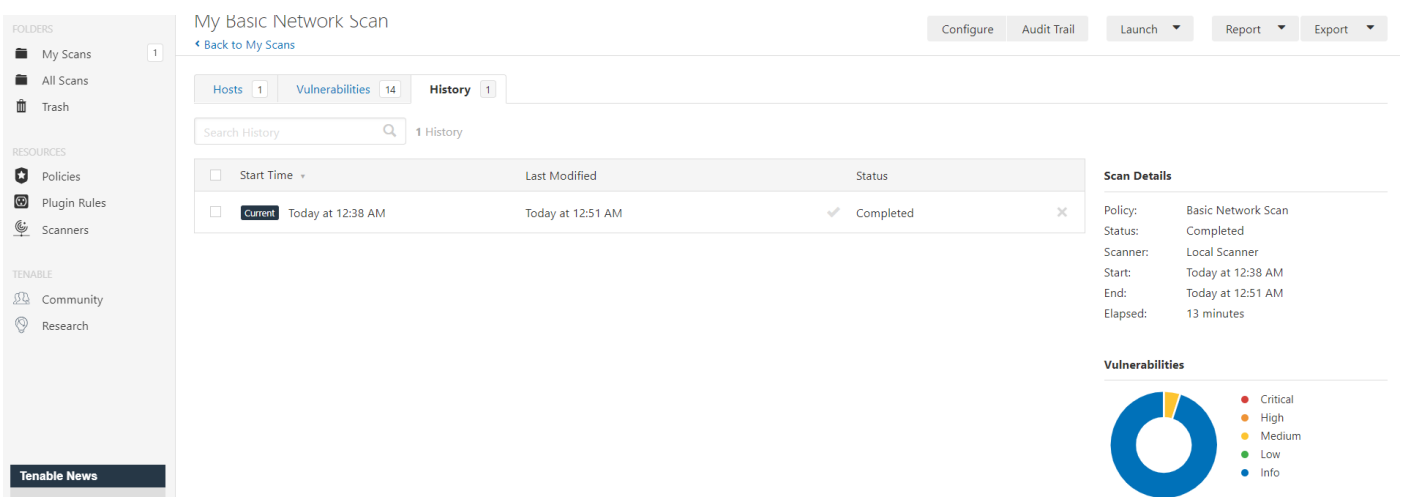 My Basic Network Scan
Back to My Scans
Configure
Audit Trail
Launch
Report
Export
FOLDERS
My Scans 1
All Scans
Trash
RESOURCES
Policies
Plugin Rules
Scanners
TENABLE
Community
Research
Tenable News
Hosts 1
Vulnerabilities 14
History 1
Search History
1 History
Start Time Last Modified Status
Current Today at 12:38 AM Today at 12:51 AM Completed
Scan Details
Policy: Basic Network Scan
Status: Completed
Scanner: Local Scanner
Start: Today at 12:38 AM
End: Today at 12:51 AM
Elapsed: 13 minutes
Vulnerabilities
Critical
High
Medium
Low
Info